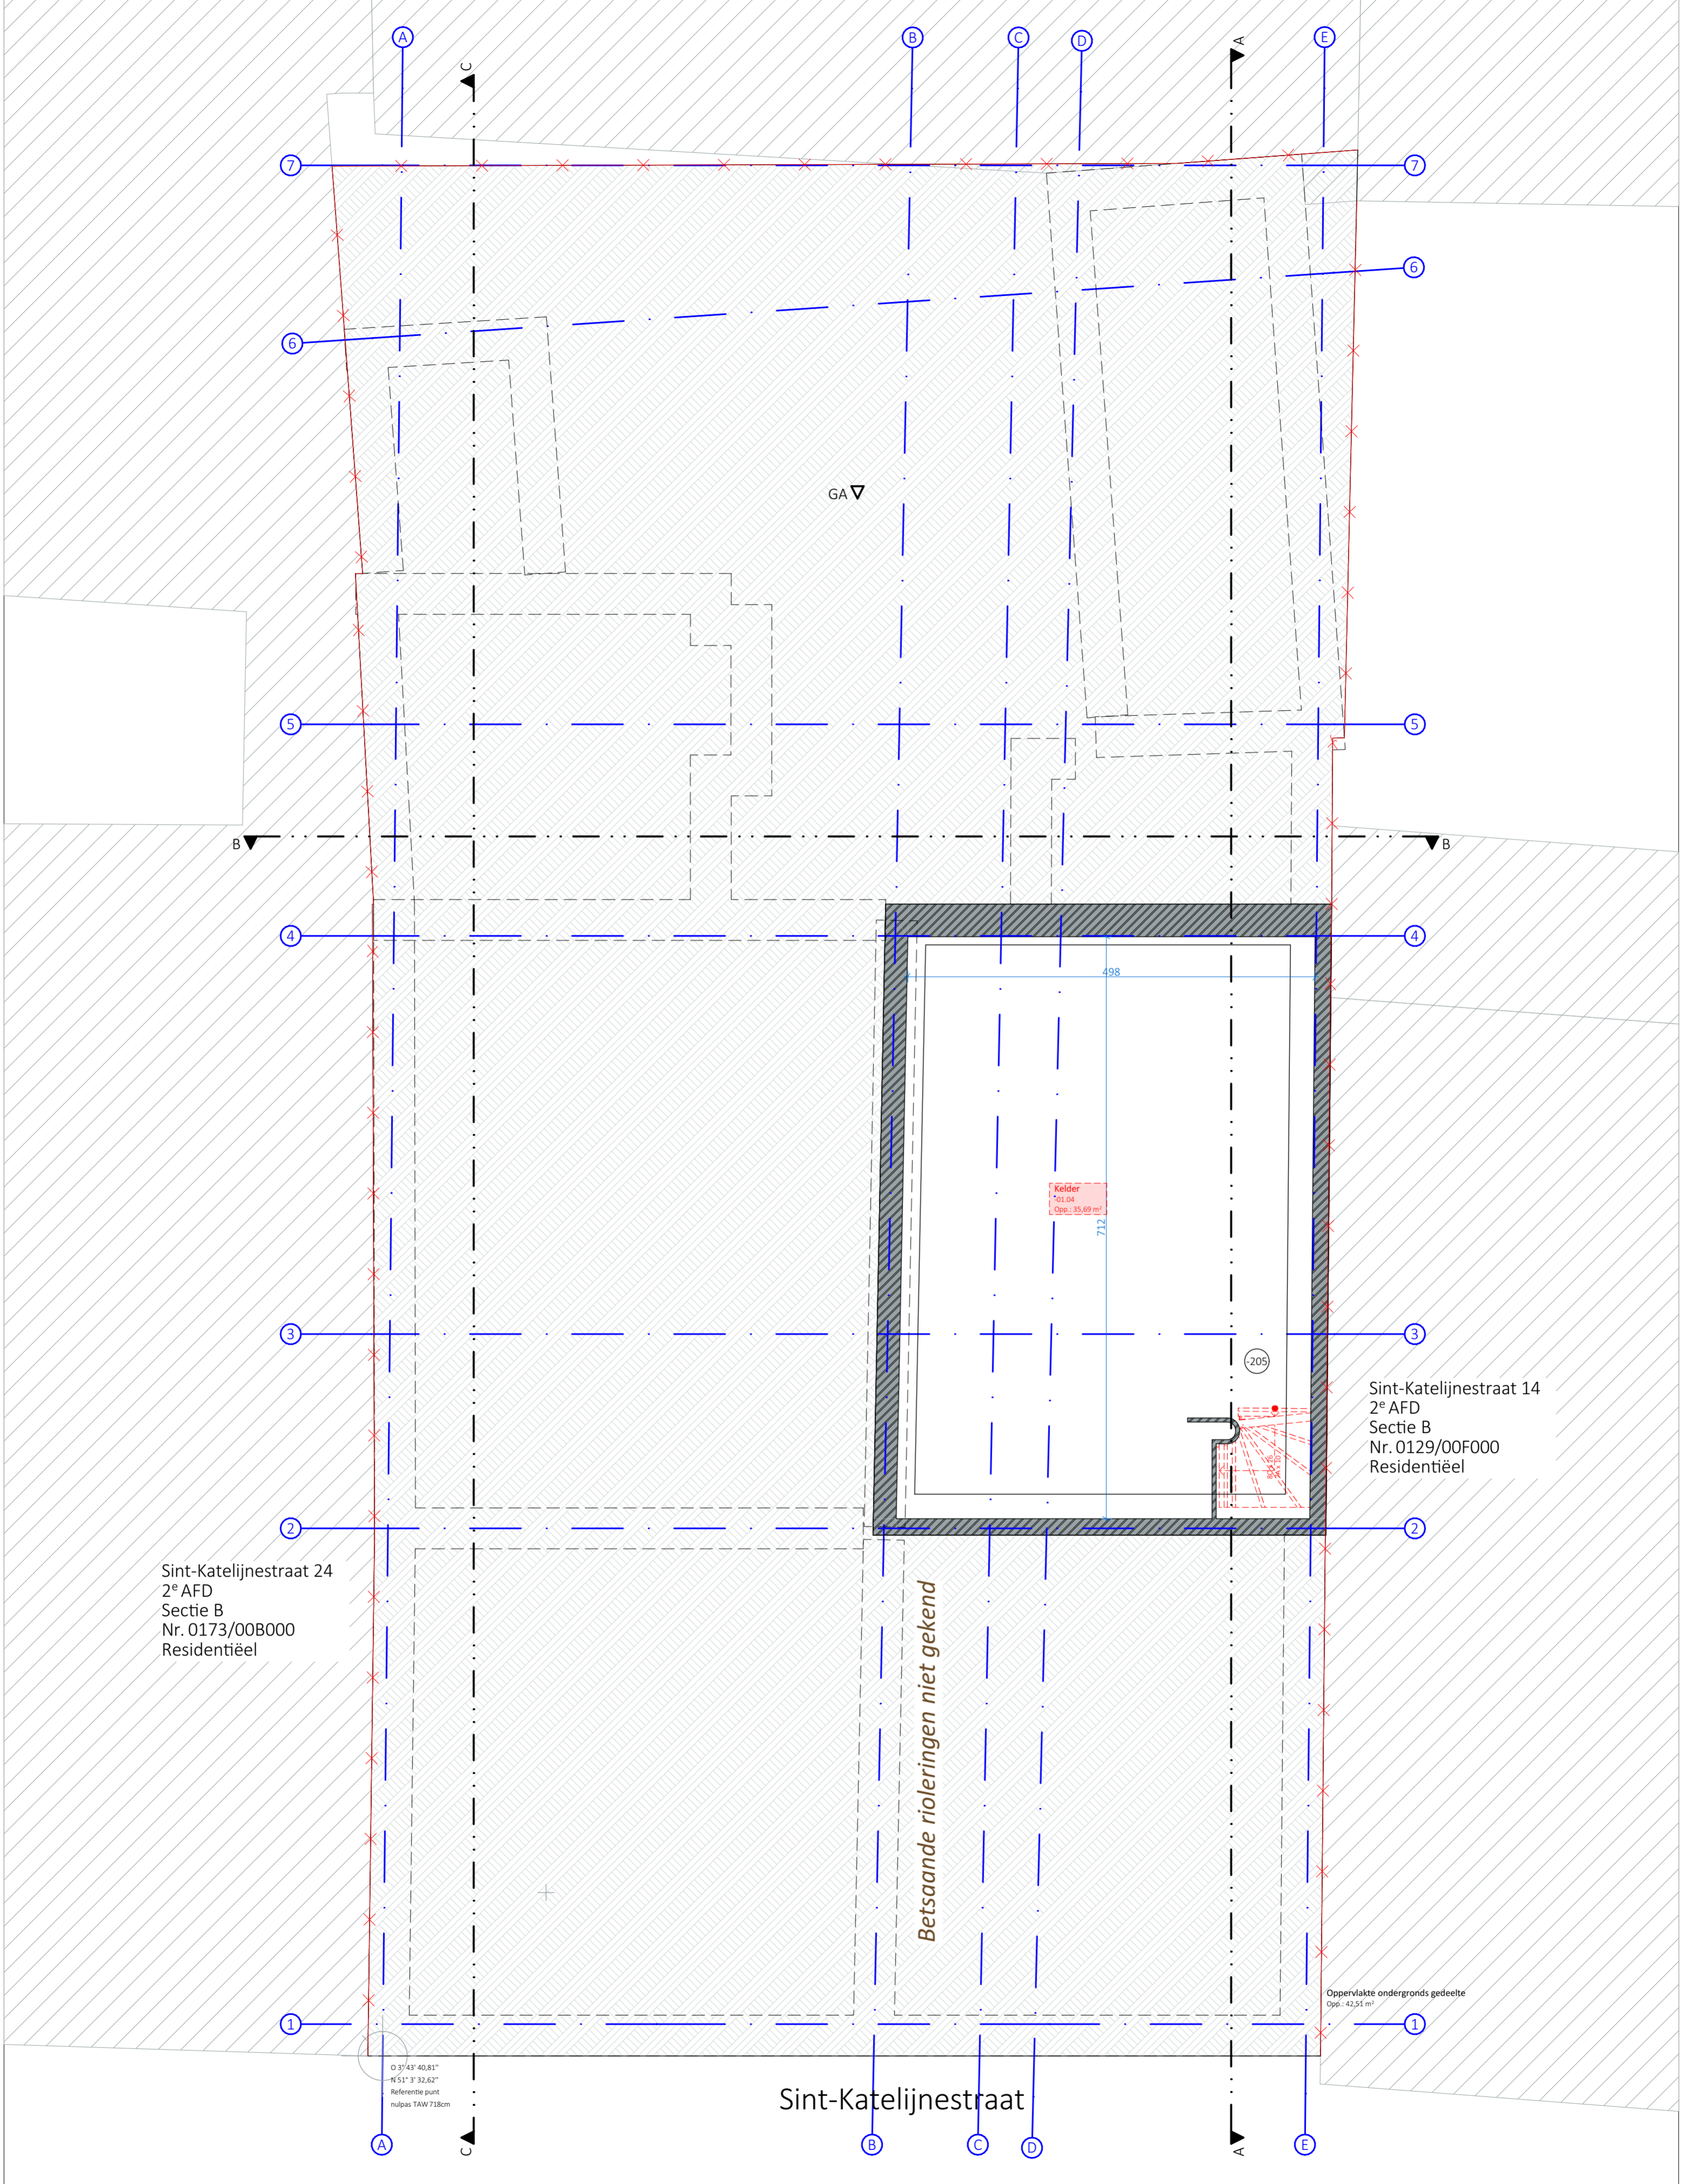 A
B
C
D
E
C
A
7
7
6
6
GA
5
5
B
B
4
4
498
Kelder
-01.04
Opp.: 35,69 m²
712
3
3
-205
Sint-Katelijnestraat 14
2e AFD
Sectie B
Nr. 0129/00F000
Residentiëel
2
2
Sint-Katelijnestraat 24
2e AFD
Sectie B
Nr. 0173/00B000
Residentiëel
Betsaande rioleringen niet gekend
Oppervlakte ondergronds gedeelte
Opp.: 42,51 m²
1
1
O 3° 43' 40,81"
N 51° 3' 32,62"
Referentie punt
nulpas TAW 718cm
Sint-Katelijnestraat
A
C
B
C
D
A
E